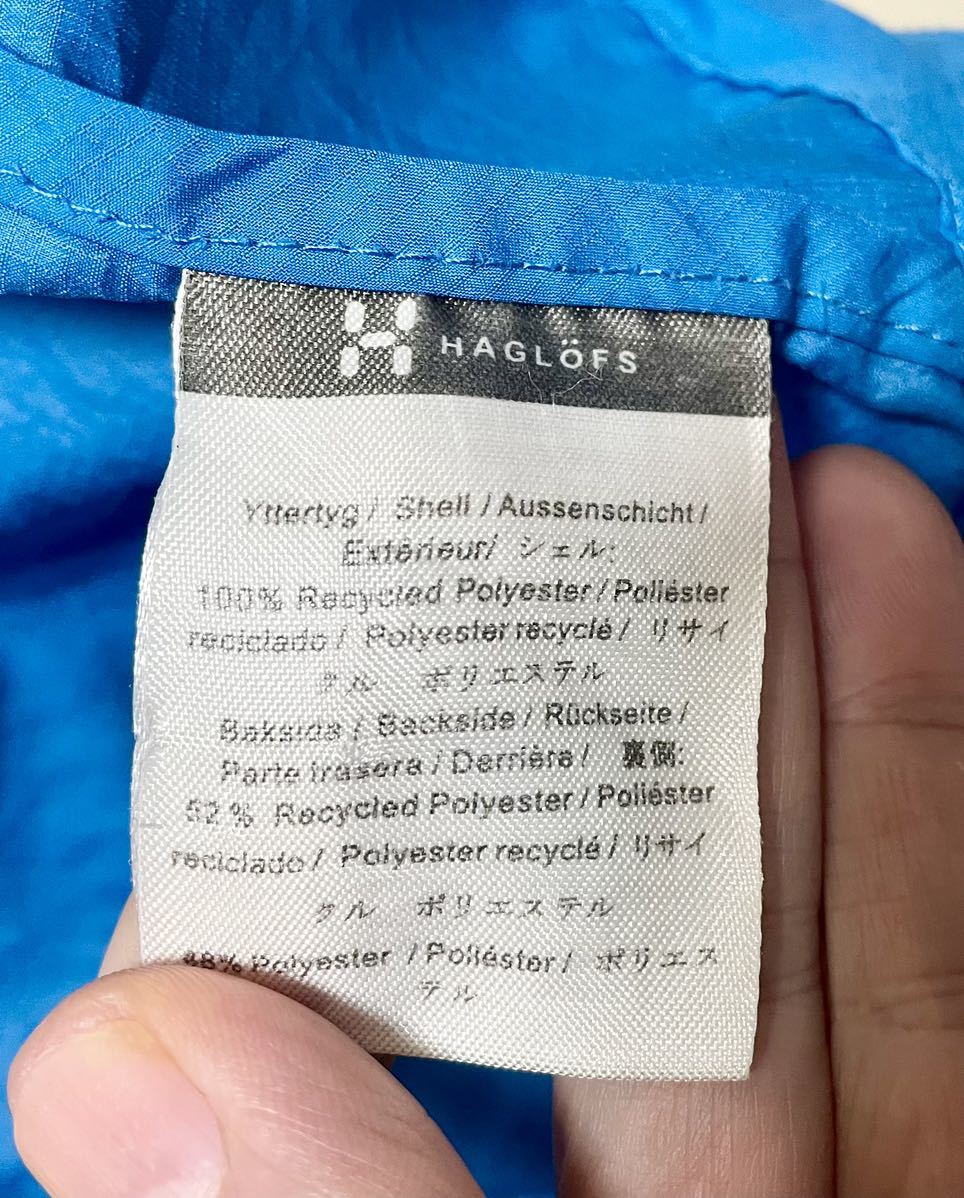 HAGLÖFS
Yttertyg / Shell / Aussenschicht /
Extérieur/ シェル:
100% Recycled Polyester / Poliéster
reciclado / Polyester recyclé / リサイ
クル ポリエステル
Baksida / Backside / Rückseite /
Parte trasera / Derrière / 裏側:
52 % Recycled Polyester / Poliéster
reciclado / Polyester recyclé / リサイ
クル ポリエステル
48% Polyester / Poliéster / ポリエス
テル